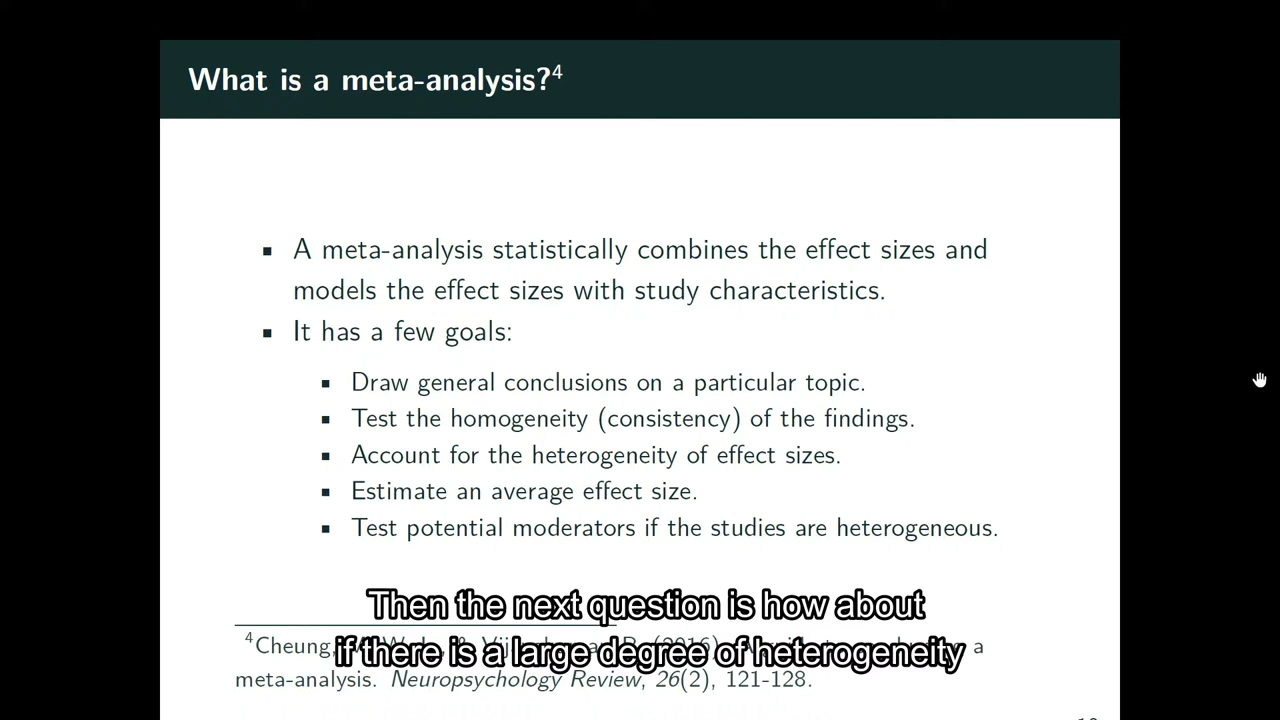 What is a meta-analysis?⁴
▪ A meta-analysis statistically combines the effect sizes and
models the effect sizes with study characteristics.
▪ It has a few goals:
▪ Draw general conclusions on a particular topic.
▪ Test the homogeneity (consistency) of the findings.
▪ Account for the heterogeneity of effect sizes.
▪ Estimate an average effect size.
▪ Test potential moderators if the studies are heterogeneous.
Then the next question is how about
if there is a large degree of heterogeneity
⁴Cheung, a
meta-analysis. Neuropsychology Review, 26(2), 121-128.